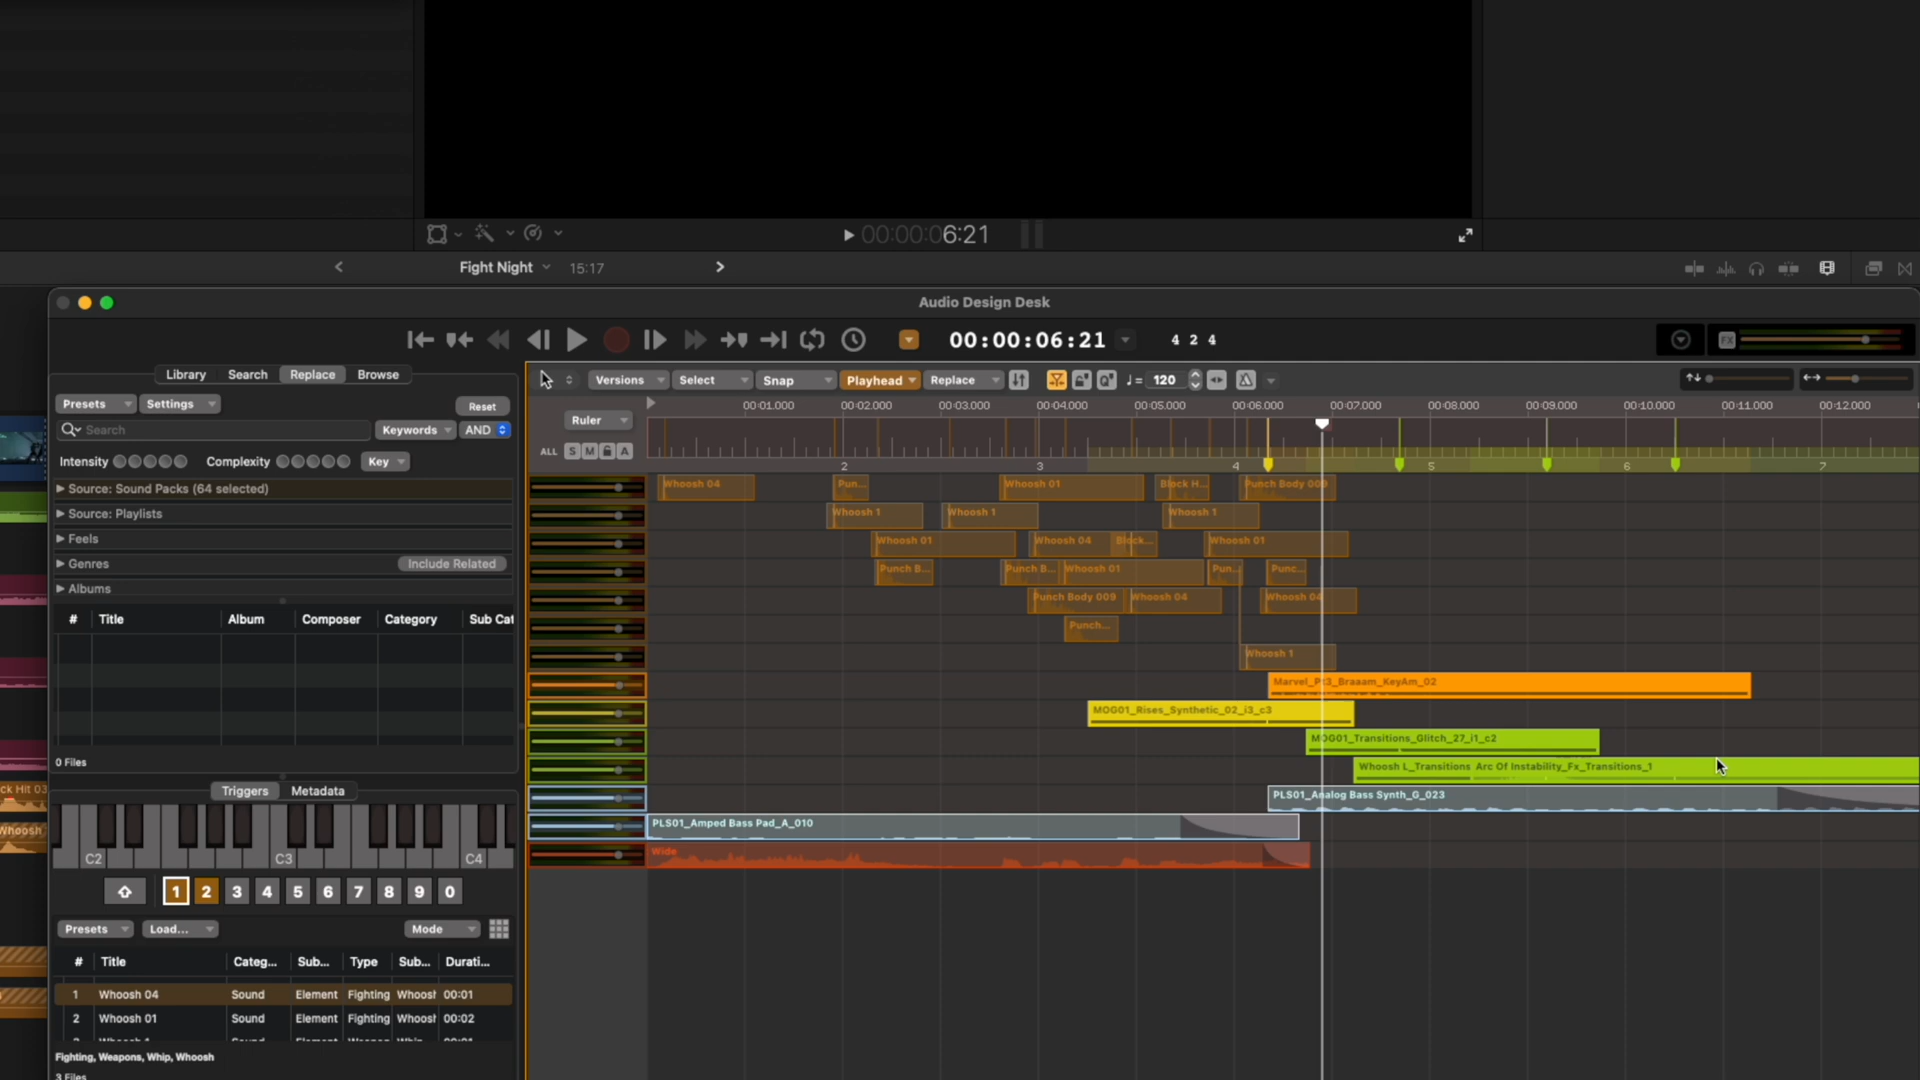 00:00:06:21
Fight Night 15:17
Audio Design Desk
00:00:06:21 4 2 4
FX
Library Search Replace Browse
Presets Settings Reset
Search Keywords AND
Intensity Complexity Key
Source: Sound Packs (64 selected)
Source: Playlists
Feels
Genres Include Related
Albums
# Title Album Composer Category Sub Cat
0 Files
Triggers Metadata
C2 C3 C4
1 2 3 4 5 6 7 8 9 0
Presets Load... Mode
# Title Categ... Sub... Type Sub... Durati...
1 Whoosh 04 Sound Element Fighting Whoosh 00:01
2 Whoosh 01 Sound Element Fighting Whoosh 00:02
Fighting, Weapons, Whip, Whoosh
3 Files
Versions Select Snap Playhead Replace 120
Ruler
00:01.000 00:02.000 00:03.000 00:04.000 00:05.000 00:06.000 00:07.000 00:08.000 00:09.000 00:10.000 00:11.000 00:12.000
ALL S M A
2 3 4 5 6 7
Whoosh 04 Pun... Whoosh 01 Block H... Punch Body 009
Whoosh 1 Whoosh 1 Whoosh 1
Whoosh 01 Whoosh 04 Block... Whoosh 01
Punch B... Punch B... Whoosh 01 Pun... Punc...
Punch Body 009 Whoosh 04 Whoosh 04
Punch...
Whoosh 1
Marvel_Pt3_Braaam_KeyAm_02
MOG01_Rises_Synthetic_02_i3_c3
MOG01_Transitions_Glitch_27_i1_c2
Whoosh L_Transitions Arc Of Instability_Fx_Transitions_1
PLS01_Analog Bass Synth_G_023
PLS01_Amped Bass Pad_A_010
Wide
ck Hit 03
Whoosh